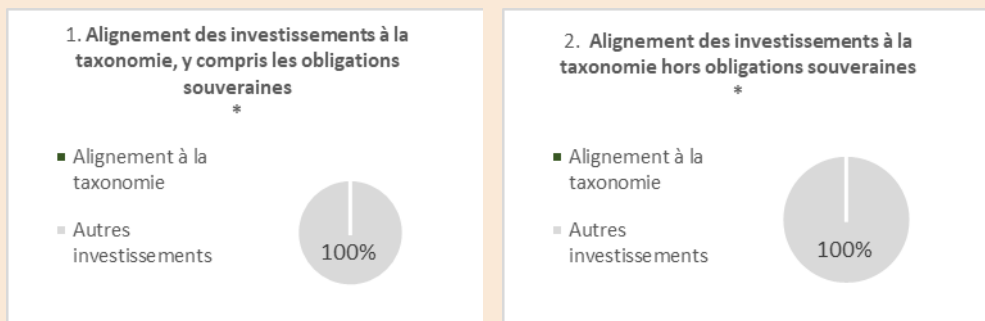 1. Alignement des investissements à la
taxonomie, y compris les obligations
souveraines
*
Alignement à la
taxonomie
Autres
investissements
100%
2. Alignement des investissements à la
taxonomie hors obligations souveraines
*
Alignement à la
taxonomie
Autres
investissements
100%